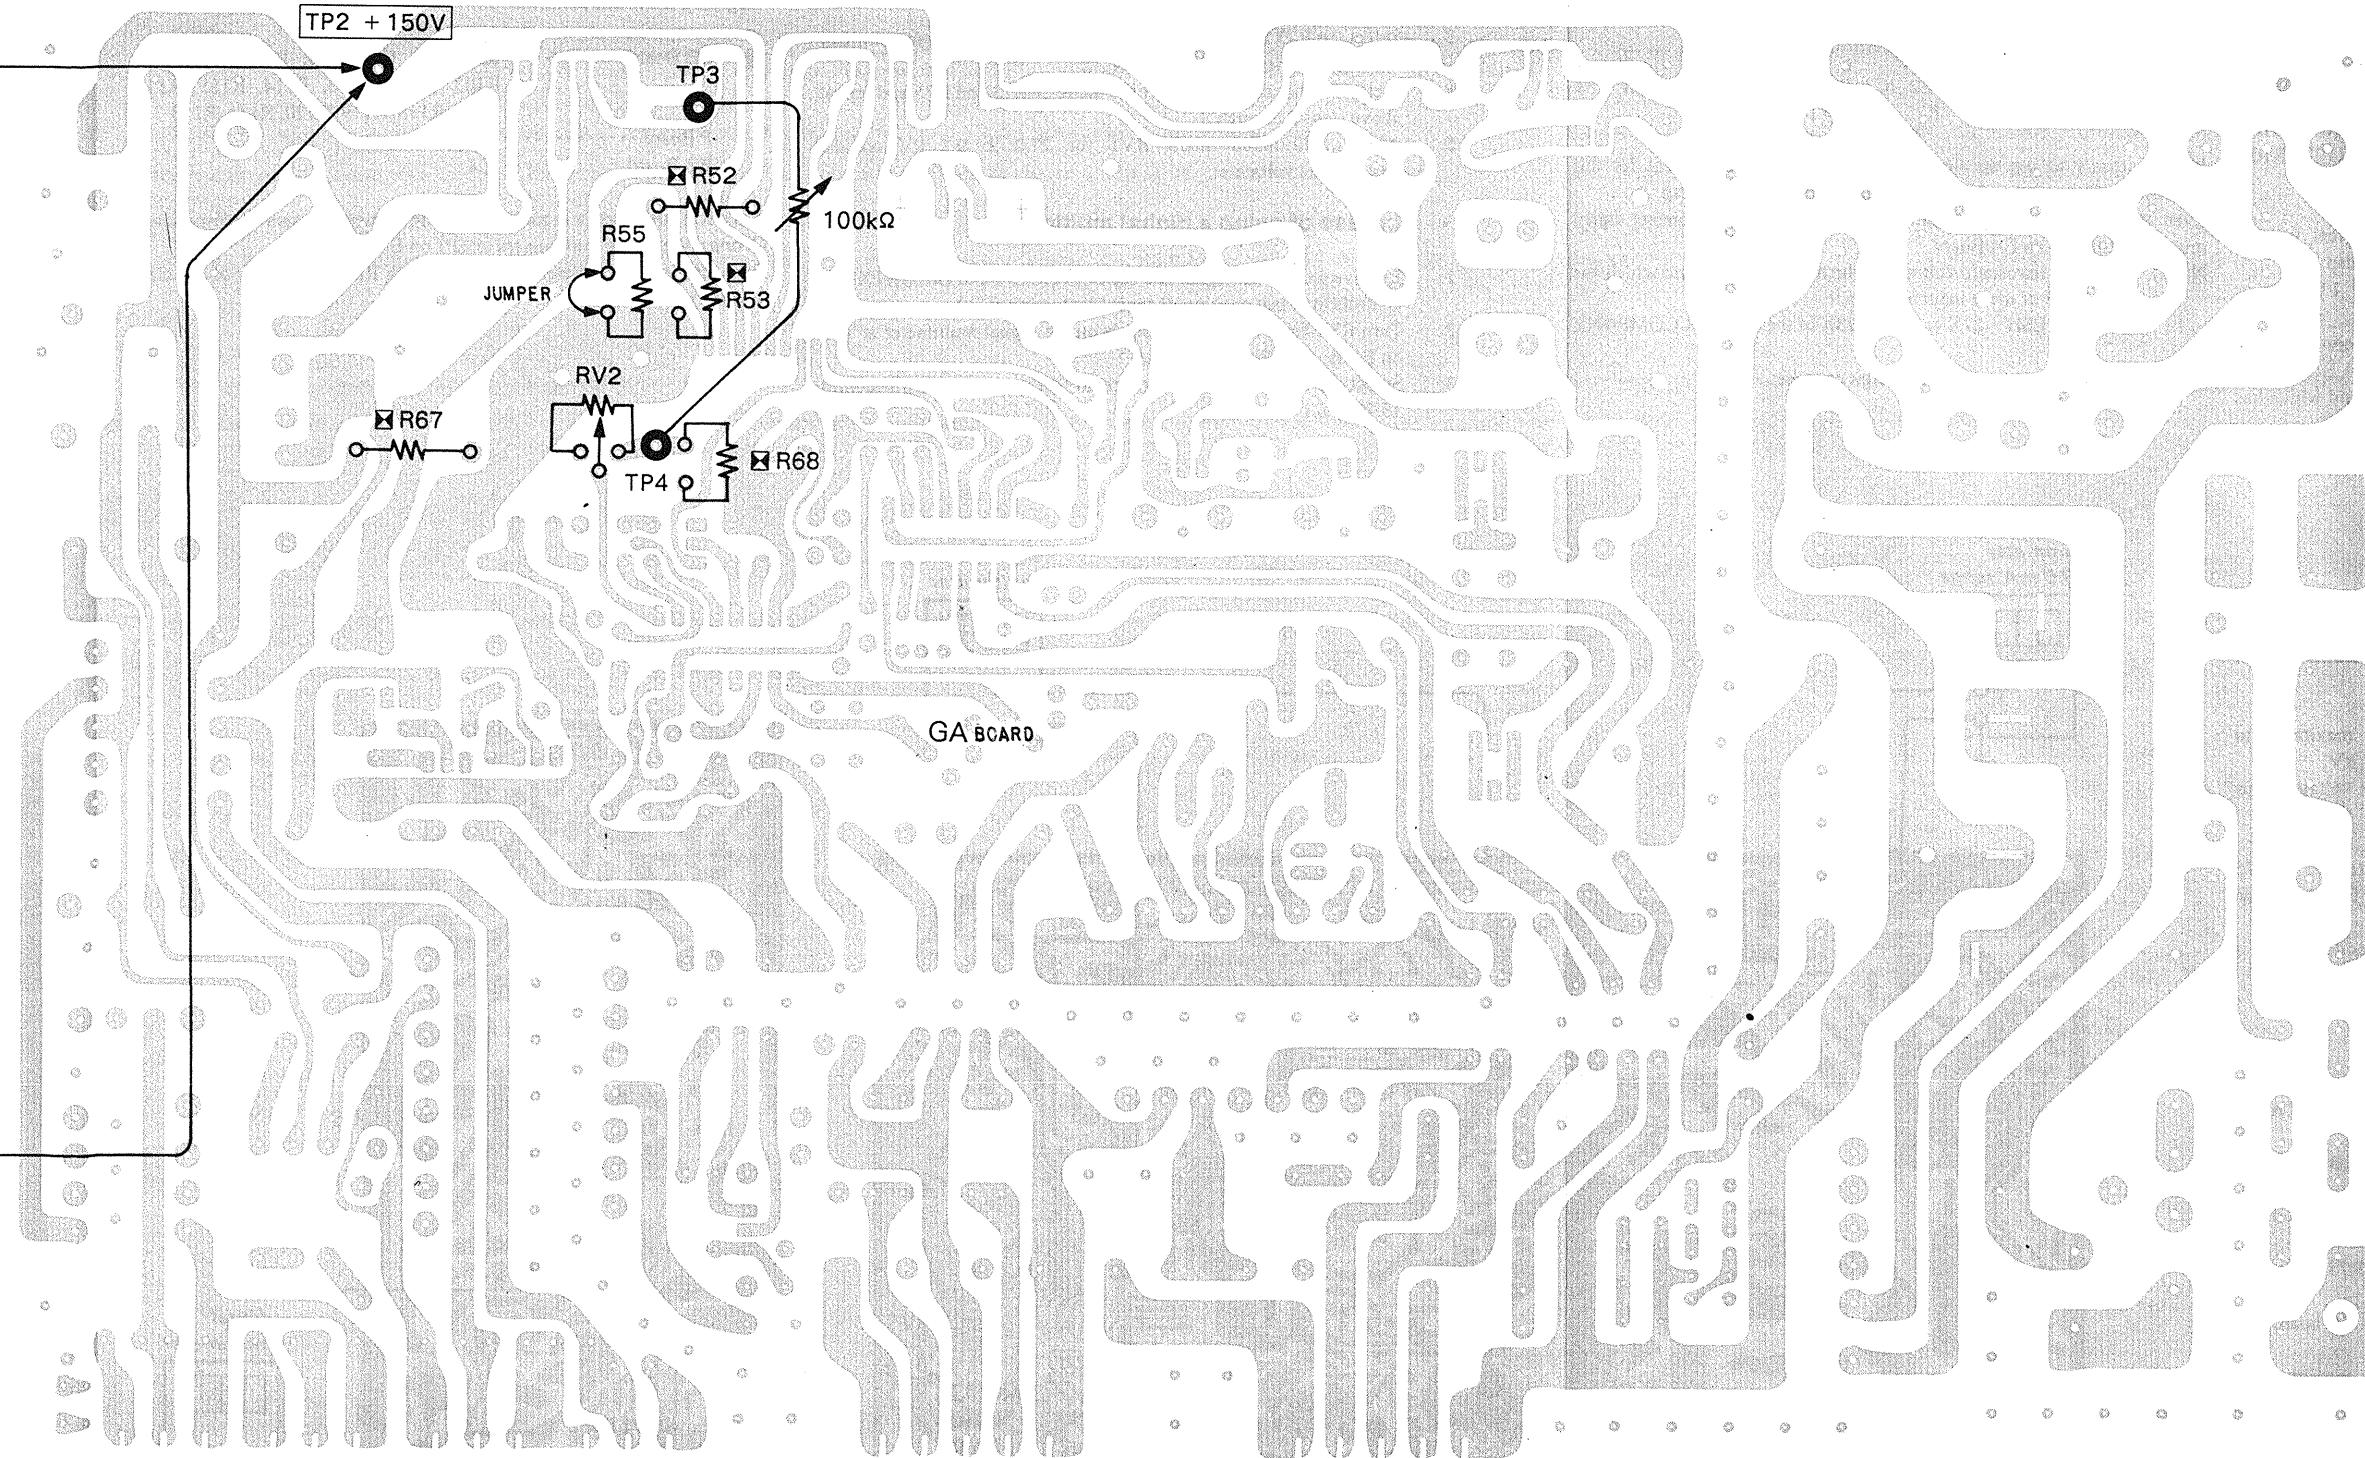 TP2 +150V
TP3
R52
100kΩ
R55
JUMPER
R53
RV2
R67
R68
TP4
GA BOARD